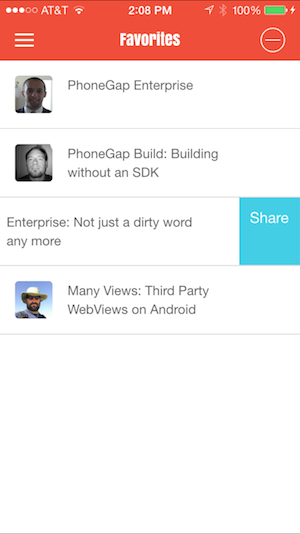 AT&T 2:08 PM 100%
Favorites
PhoneGap Enterprise
PhoneGap Build: Building
without an SDK
Enterprise: Not just a dirty word
any more
Share
Many Views: Third Party
WebViews on Android